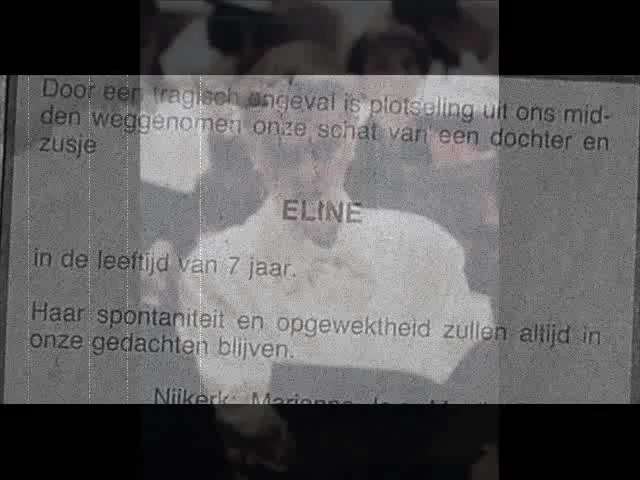 Door een tragisch ongeval is plotseling uit ons mid-
den weggenomen onze schat van een dochter en
zusje
ELINE
in de leeftijd van 7 jaar.
Haar spontaniteit en opgewektheid zullen altijd in
onze gedachten blijven.
Nijkerk: